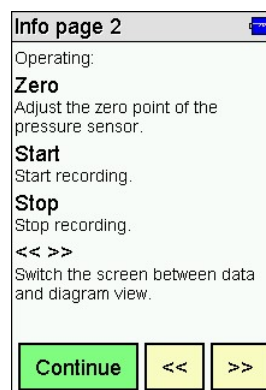 Info page 2
Operating:
Zero
Adjust the zero point of the
pressure sensor.
Start
Start recording.
Stop
Stop recording.
<< >>
Switch the screen between data
and diagram view.
Continue << >>